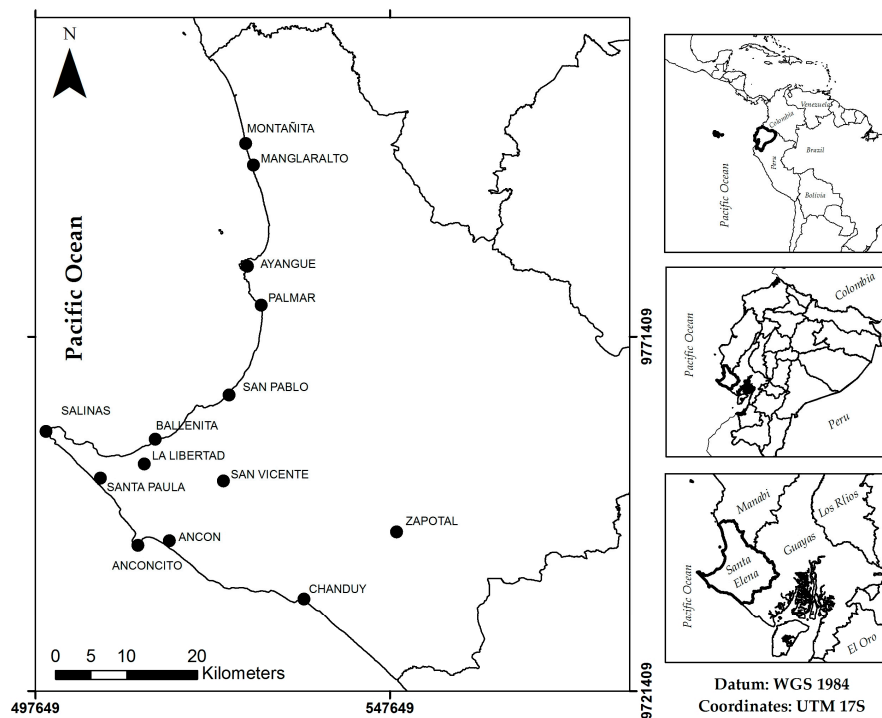 N
MONTAÑITA
MANGLARALTO
Pacific Ocean
AYANGUE
PALMAR
9771409
SAN PABLO
SALINAS
BALLENITA
LA LIBERTAD
SANTA PAULA
SAN VICENTE
ZAPOTAL
ANCON
ANCONCITO
CHANDUY
0 5 10 20
Kilometers
497649
547649
9721409
Venezuela
Colombia
Brazil
Peru
Bolivia
Pacific Ocean
Colombia
Pacific Ocean
Peru
Manabi
Los R(ios
Guayas
Santa
Elena
Pacific Ocean
El Oro
Datum: WGS 1984
Coordinates: UTM 17S